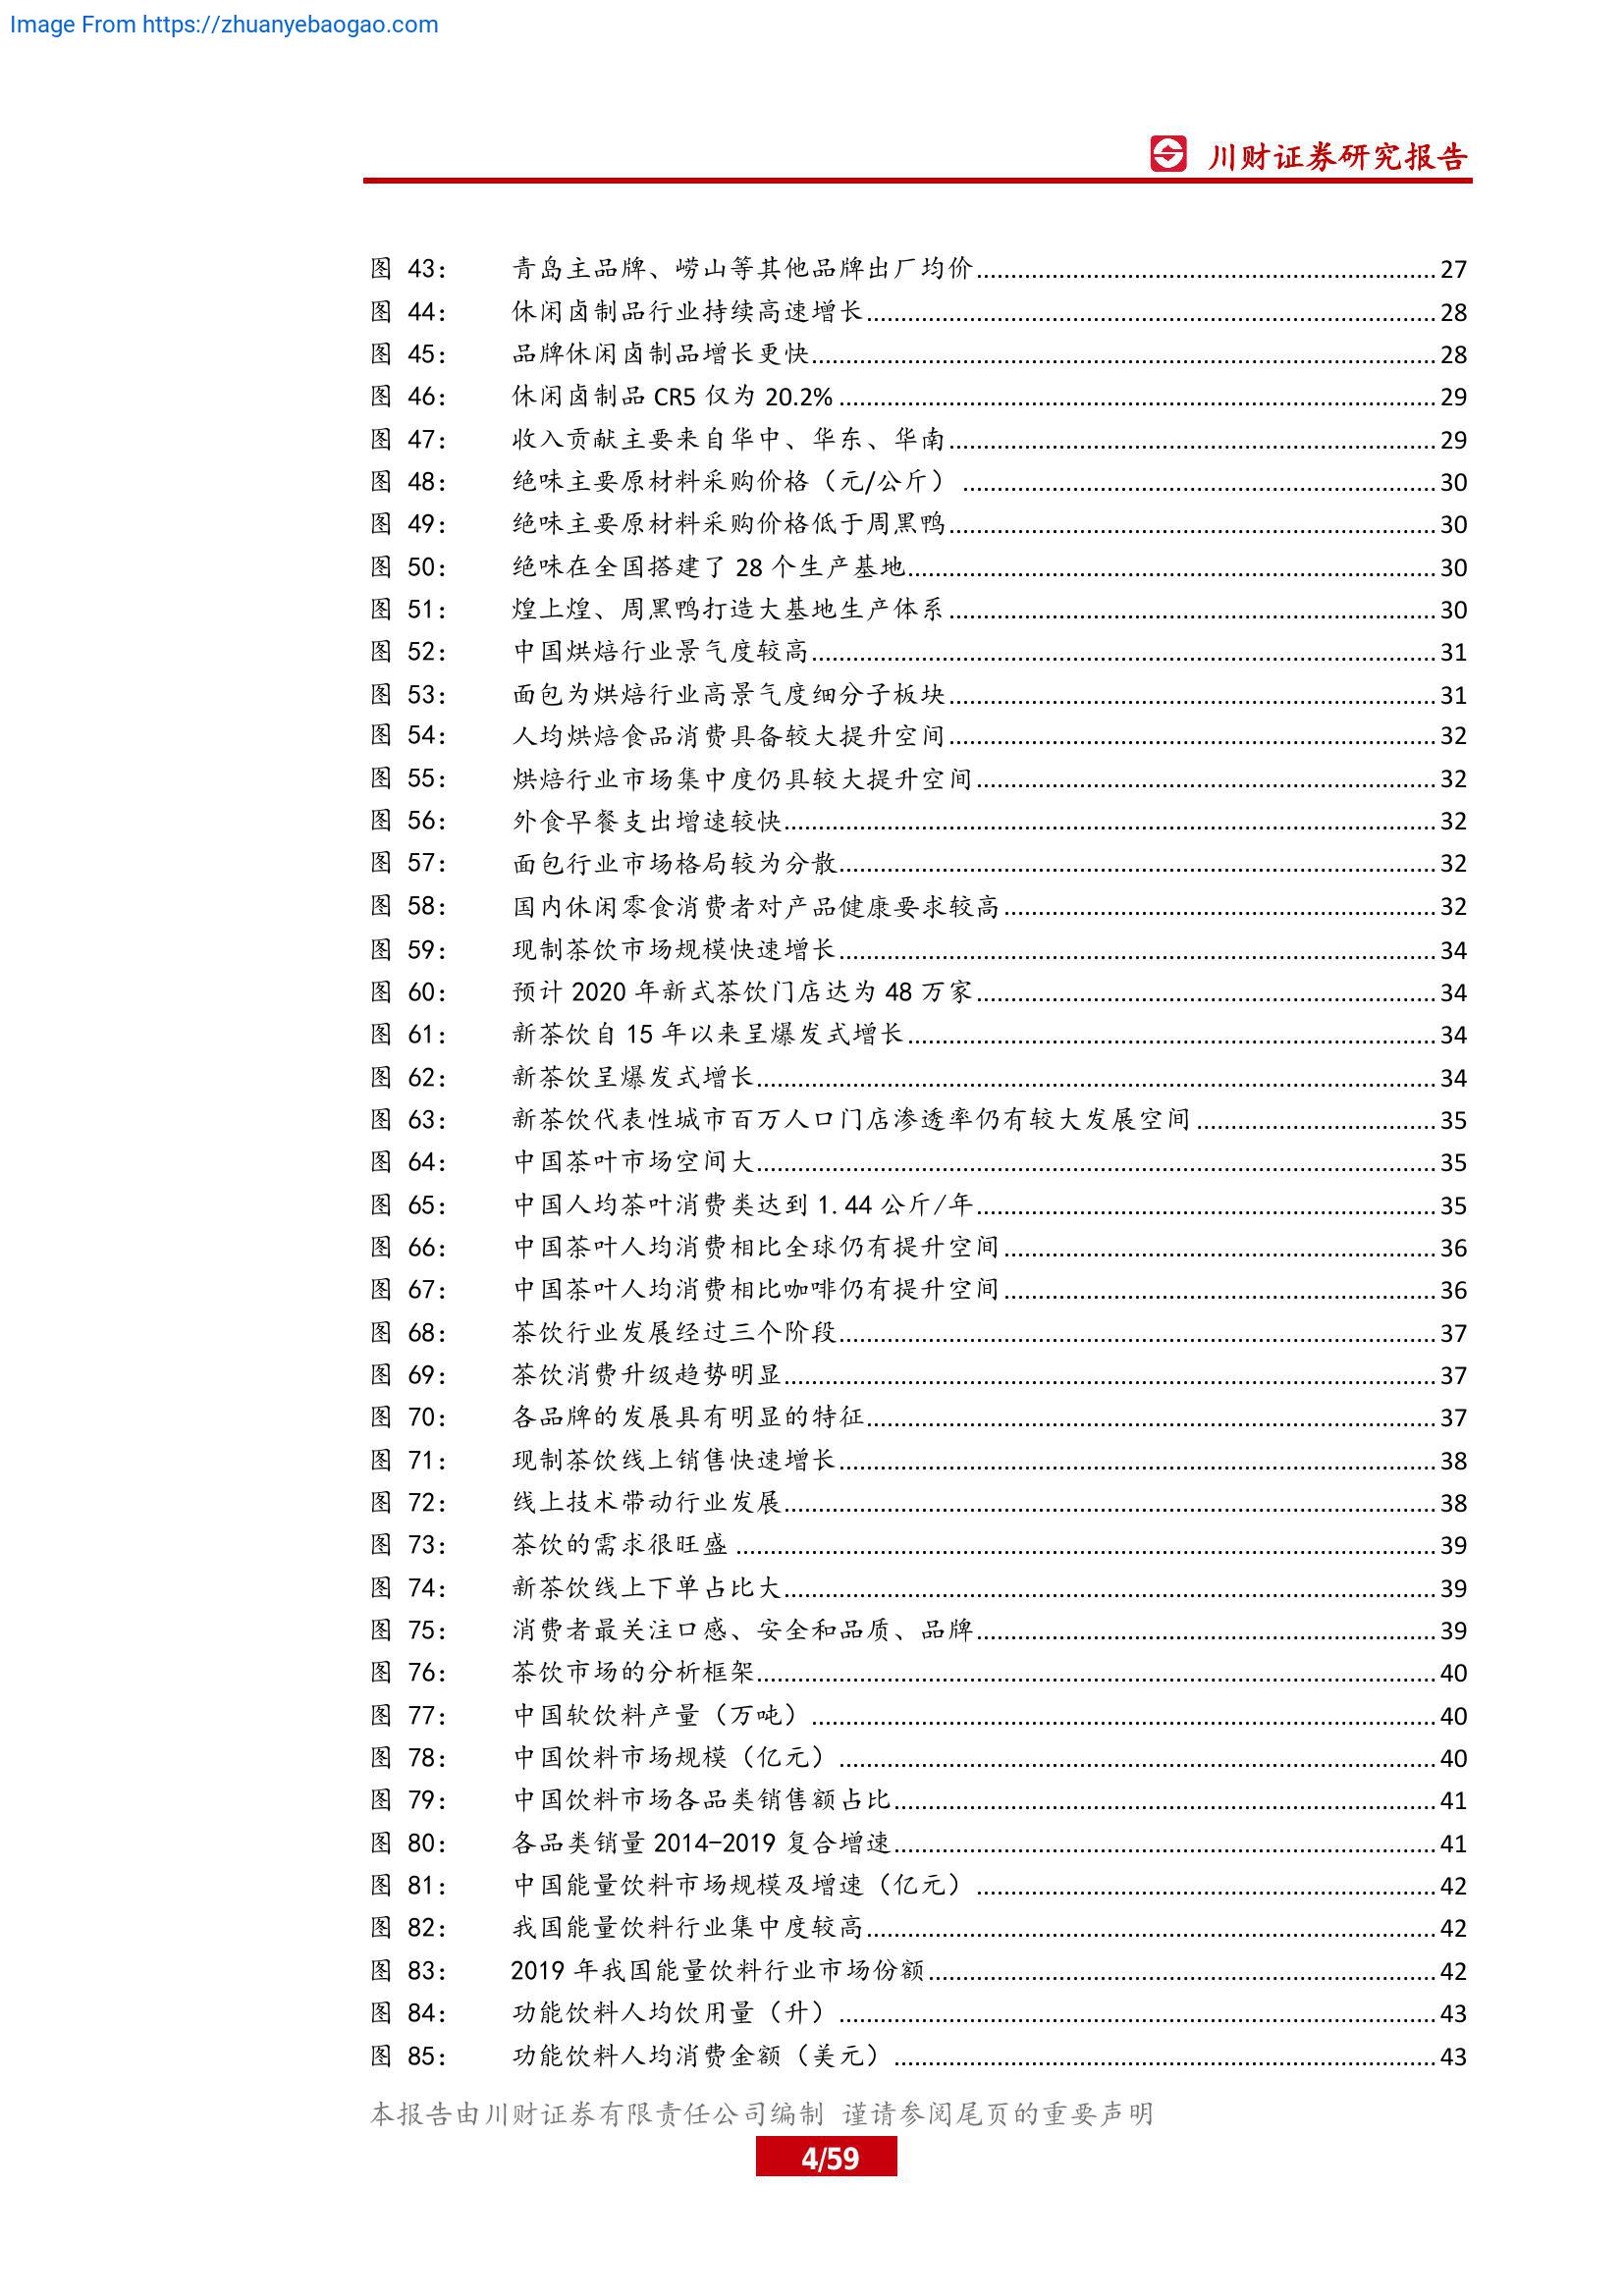 Image From https://zhuanyebaogao.com
川财证券研究报告
图 43: 青岛主品牌、崂山等其他品牌出厂均价 27
图 44: 休闲卤制品行业持续高速增长 28
图 45: 品牌休闲卤制品增长更快 28
图 46: 休闲卤制品 CR5 仅为 20.2% 29
图 47: 收入贡献主要来自华中、华东、华南 29
图 48: 绝味主要原材料采购价格（元/公斤） 30
图 49: 绝味主要原材料采购价格低于周黑鸭 30
图 50: 绝味在全国搭建了 28 个生产基地 30
图 51: 煌上煌、周黑鸭打造大基地生产体系 30
图 52: 中国烘焙行业景气度较高 31
图 53: 面包为烘焙行业高景气度细分子板块 31
图 54: 人均烘焙食品消费具备较大提升空间 32
图 55: 烘焙行业市场集中度仍具较大提升空间 32
图 56: 外食早餐支出增速较快 32
图 57: 面包行业市场格局较为分散 32
图 58: 国内休闲零食消费者对产品健康要求较高 32
图 59: 现制茶饮市场规模快速增长 34
图 60: 预计 2020 年新式茶饮门店达为 48 万家 34
图 61: 新茶饮自 15 年以来呈爆发式增长 34
图 62: 新茶饮呈爆发式增长 34
图 63: 新茶饮代表性城市百万人口门店渗透率仍有较大发展空间 35
图 64: 中国茶叶市场空间大 35
图 65: 中国人均茶叶消费类达到 1.44 公斤/年 35
图 66: 中国茶叶人均消费相比全球仍有提升空间 36
图 67: 中国茶叶人均消费相比咖啡仍有提升空间 36
图 68: 茶饮行业发展经过三个阶段 37
图 69: 茶饮消费升级趋势明显 37
图 70: 各品牌的发展具有明显的特征 37
图 71: 现制茶饮线上销售快速增长 38
图 72: 线上技术带动行业发展 38
图 73: 茶饮的需求很旺盛 39
图 74: 新茶饮线上下单占比大 39
图 75: 消费者最关注口感、安全和品质、品牌 39
图 76: 茶饮市场的分析框架 40
图 77: 中国软饮料产量（万吨） 40
图 78: 中国饮料市场规模（亿元） 40
图 79: 中国饮料市场各品类销售额占比 41
图 80: 各品类销量 2014-2019 复合增速 41
图 81: 中国能量饮料市场规模及增速（亿元） 42
图 82: 我国能量饮料行业集中度较高 42
图 83: 2019 年我国能量饮料行业市场份额 42
图 84: 功能饮料人均饮用量（升） 43
图 85: 功能饮料人均消费金额（美元） 43
本报告由川财证券有限责任公司编制 谨请参阅尾页的重要声明
4/59